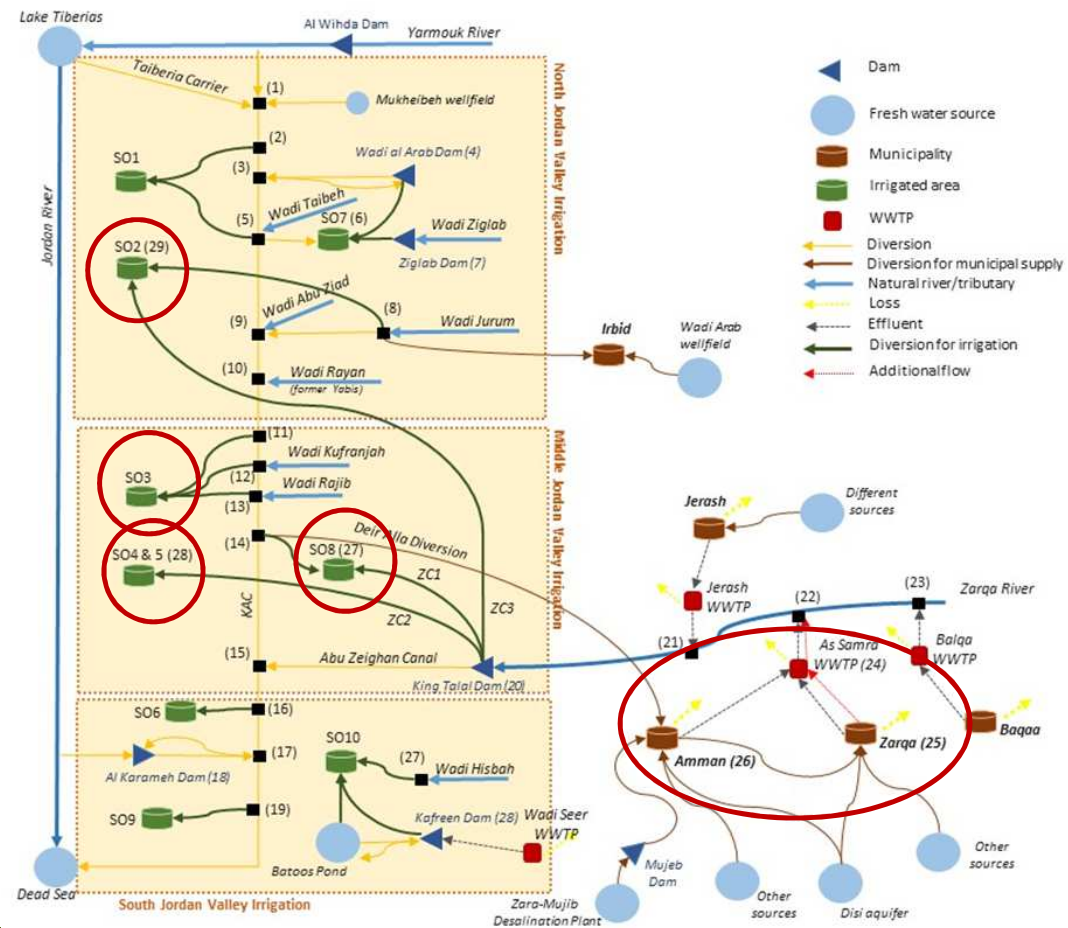 Lake Tiberias
Al Wihda Dam
Yarmouk River
Taiberia Carrier
(1)
Mukheibeh wellfield
(2)
SO1
(3)
Wadi al Arab Dam (4)
Wadi Taibeh
(5)
SO7 (6)
Wadi Ziglab
Ziglab Dam (7)
SO2 (29)
Wadi Abu Ziad
(8)
(9)
Wadi Jurum
(10)
Wadi Rayan
(former Yabis)
North Jordan Valley Irrigation
Jordan River
Irbid
Wadi Arab
wellfield
Dam
Fresh water source
Municipality
Irrigated area
WWTP
Diversion
Diversion for municipal supply
Natural river/tributary
Loss
Effluent
Diversion for irrigation
Additional flow
(11)
Wadi Kufranjah
(12)
SO3
Wadi Rajib
(13)
(14)
Deir Alla Diversion
SO4 & 5 (28)
SO8 (27)
ZC1
KAC
ZC2
ZC3
(15)
Abu Zeighan Canal
King Talal Dam (20)
Middle Jordan Valley Irrigation
Jerash
Different
sources
Jerash
WWTP
(21)
(22)
(23)
Zarqa River
As Samra
WWTP (24)
Balqa
WWTP
Amman (26)
Zarqa (25)
Baqaa
(16)
SO6
(17)
Al Karameh Dam (18)
SO10
(27)
Wadi Hisbah
(19)
SO9
Kafreen Dam (28)
Wadi Seer
WWTP
Batoos Pond
Dead Sea
South Jordan Valley Irrigation
Mujeb
Dam
Zara-Mujib
Desalination Plant
Other
sources
Disi aquifer
Other
sources